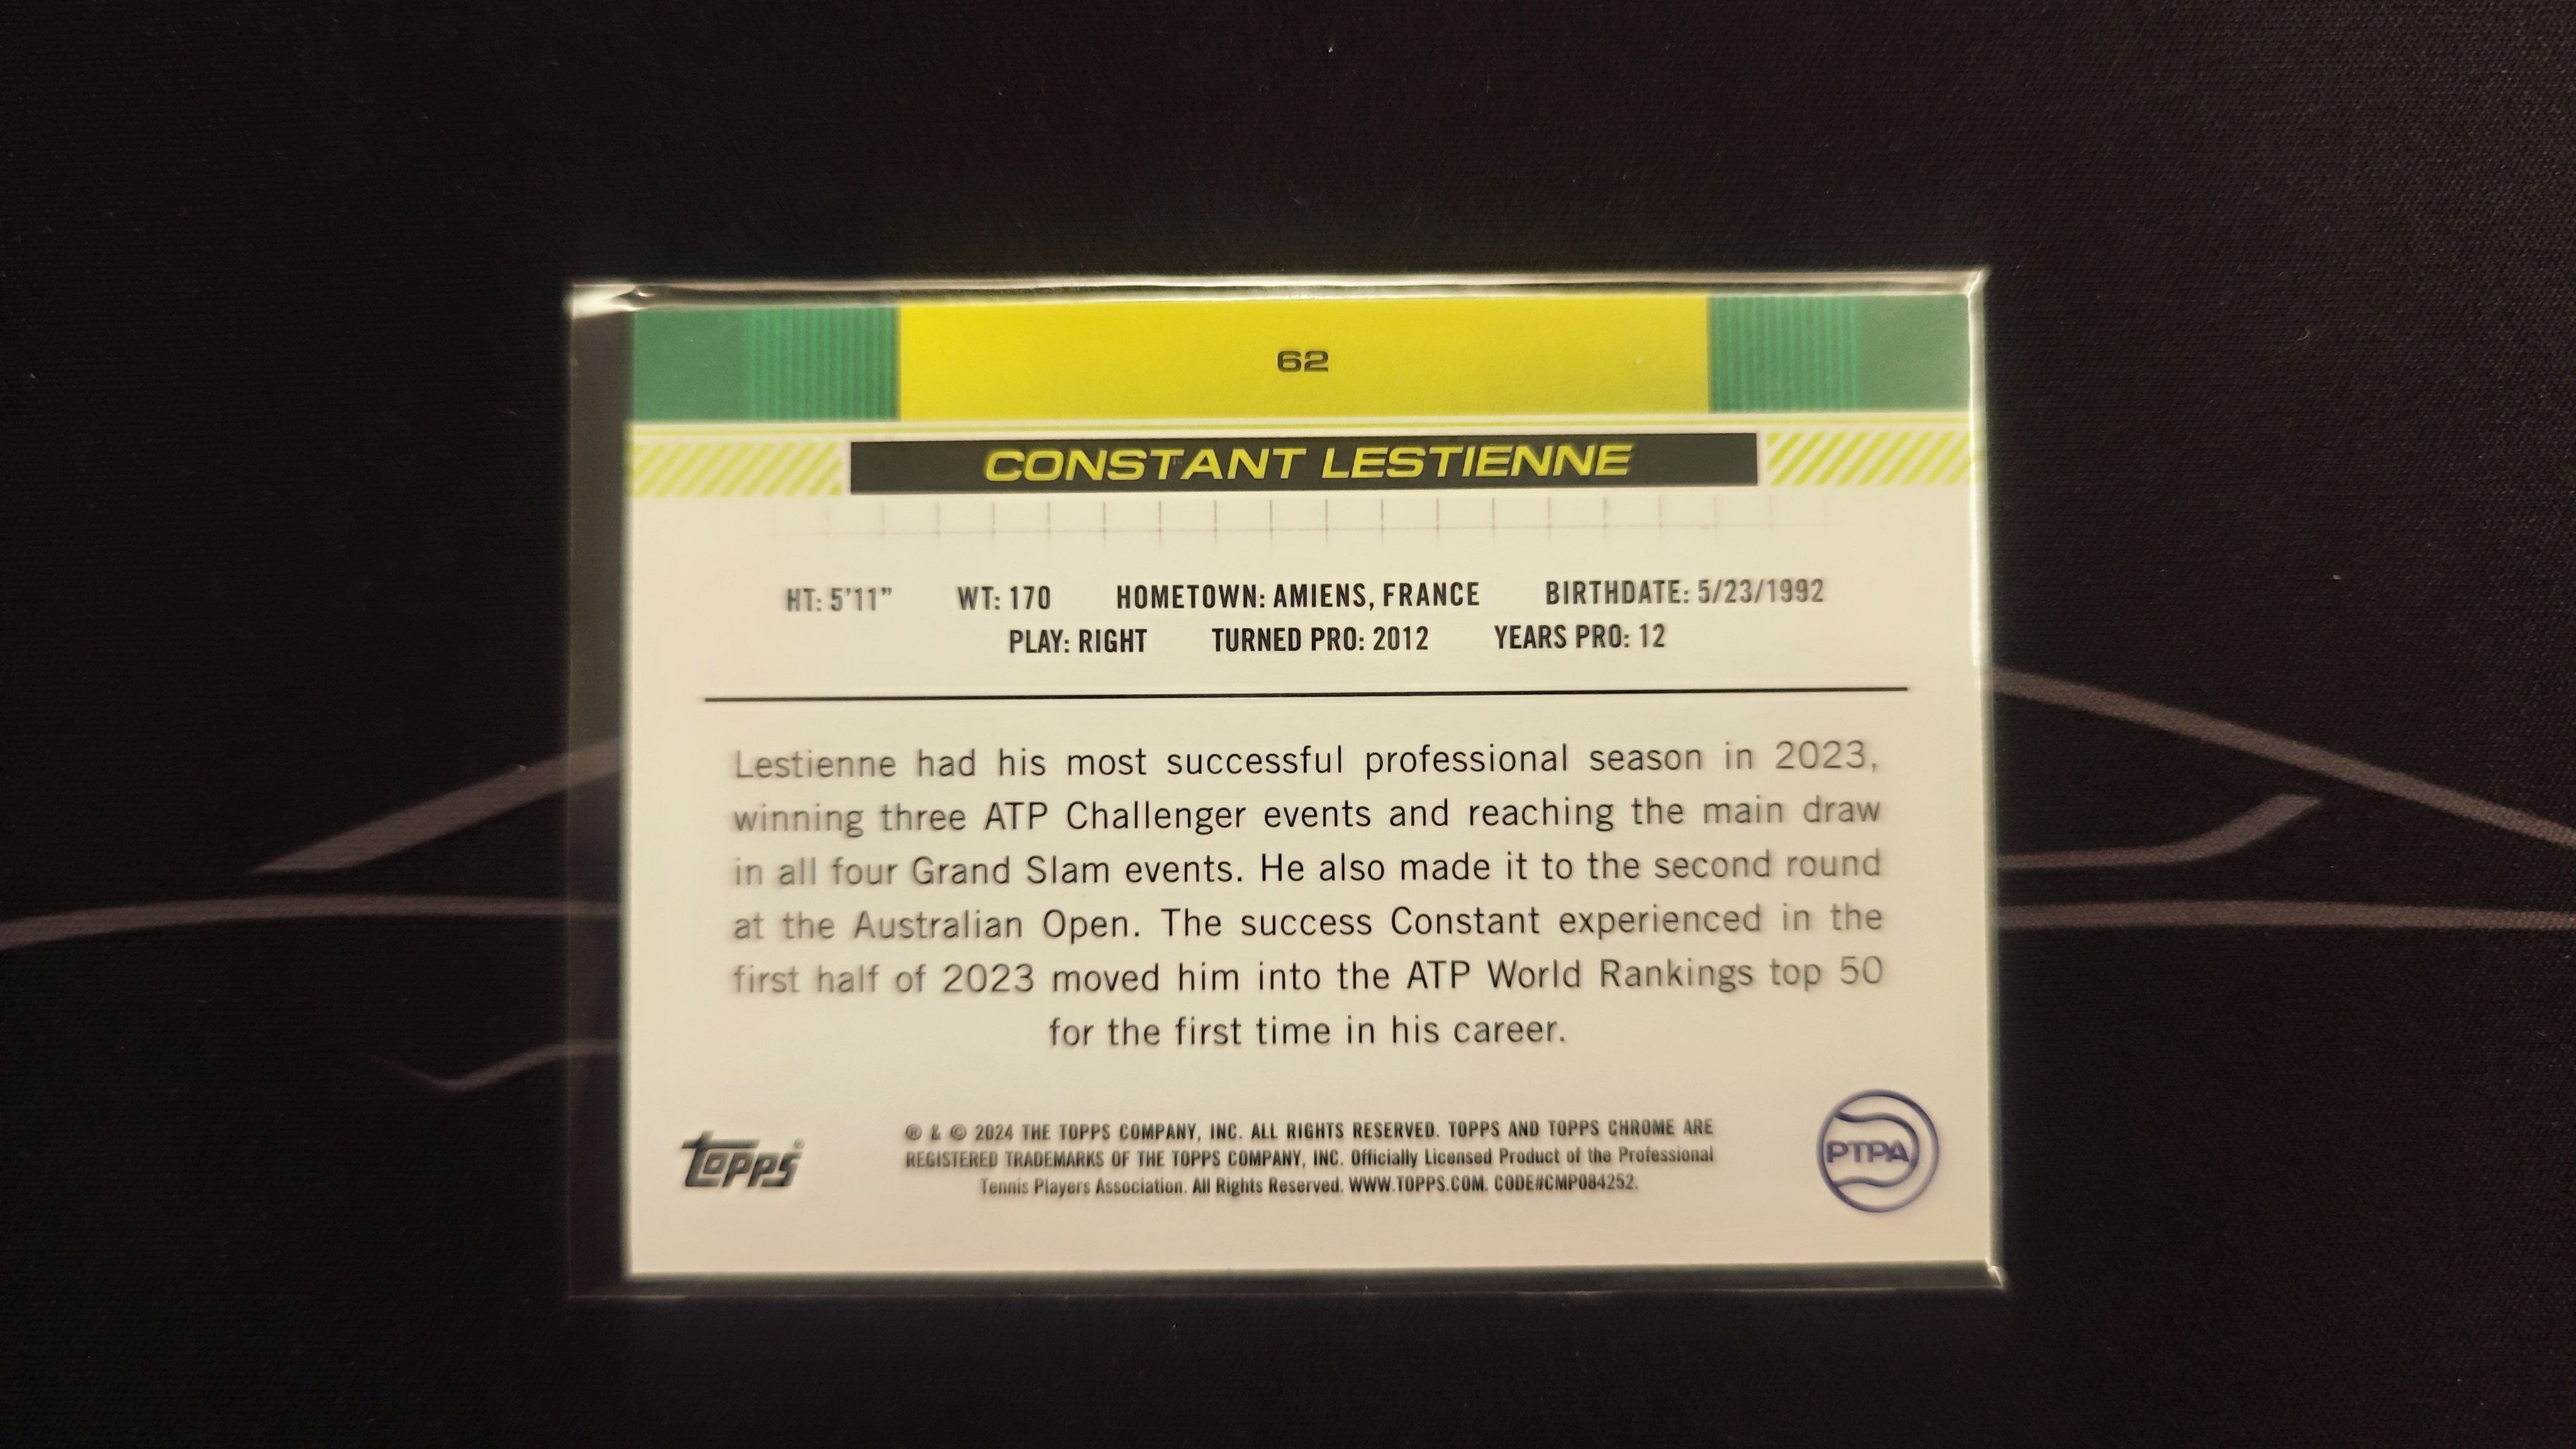 62
CONSTANT LESTIENNE
HT: 5'11” WT: 170 HOMETOWN: AMIENS, FRANCE BIRTHDATE: 5/23/1992
PLAY: RIGHT TURNED PRO: 2012 YEARS PRO: 12
Lestienne had his most successful professional season in 2023,
winning three ATP Challenger events and reaching the main draw
in all four Grand Slam events. He also made it to the second round
at the Australian Open. The success Constant experienced in the
first half of 2023 moved him into the ATP World Rankings top 50
for the first time in his career.
topps®
® & © 2024 THE TOPPS COMPANY, INC. ALL RIGHTS RESERVED. TOPPS AND TOPPS CHROME ARE
REGISTERED TRADEMARKS OF THE TOPPS COMPANY, INC. Officially Licensed Product of the Professional
Tennis Players Association. All Rights Reserved. WWW.TOPPS.COM. CODE#CMP084252.
PTPA